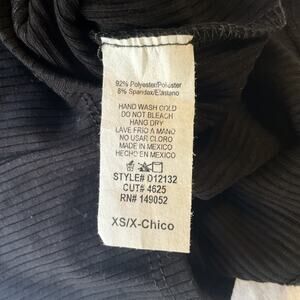 92% Polyester/Poliester
8% Spandex/Elastano
HAND WASH COLD
DO NOT BLEACH
HANG DRY
LAVE FRIO A MANO
NO USAR CLORO
MADE IN MEXICO
HECHO EN MEXICO
STYLE# D12132
CUT# 4625
RN# 149052
XS/X-Chico